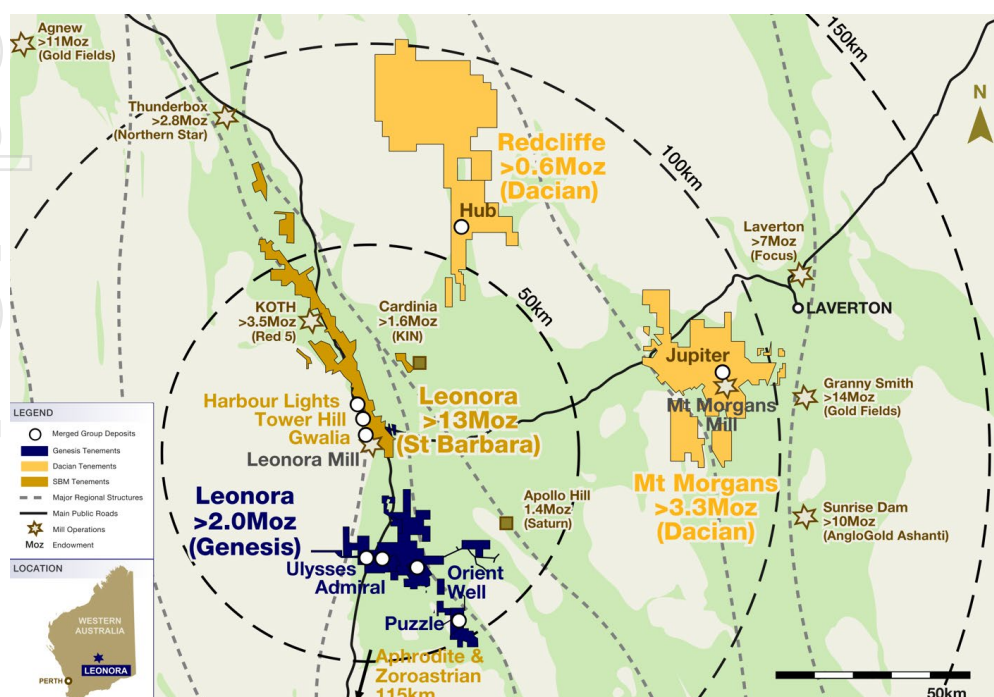 Agnew
>11Moz
(Gold Fields)
Thunderbox
>2.8Moz
(Northern Star)
150km
N
Redcliffe
>0.6Moz
(Dacian)
100km
Hub
Laverton
>7Moz
(Focus)
50km
KOTH
>3.5Moz
(Red 5)
Cardinia
>1.6Moz
(KIN)
LAVERTON
Jupiter
Mt Morgans
Mill
Granny Smith
>14Moz
(Gold Fields)
Harbour Lights
Tower Hill
Gwalia
Leonora Mill
Leonora
>13Moz
(St Barbara)
Mt Morgans
>3.3Moz
(Dacian)
Leonora
>2.0Moz
(Genesis)
Apollo Hill
1.4Moz
(Saturn)
Sunrise Dam
>10Moz
(AngloGold Ashanti)
Ulysses
Admiral
Orient
Well
Puzzle
Aphrodite &
Zoroastrian
115km
LEGEND
Merged Group Deposits
Genesis Tenements
Dacian Tenements
SBM Tenements
Major Regional Structures
Main Public Roads
Mill Operations
Moz Endowment
LOCATION
WESTERN
AUSTRALIA
LEONORA
PERTH
50km